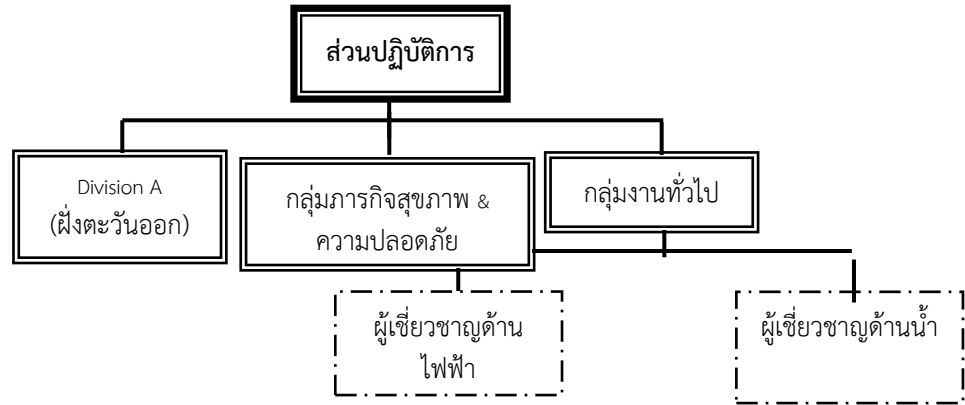 ส่วนปฏิบัติการ
Division A
(ฝั่งตะวันออก)
กลุ่มภารกิจสุขภาพ &
ความปลอดภัย
กลุ่มงานทั่วไป
ผู้เชี่ยวชาญด้าน
ไฟฟ้า
ผู้เชี่ยวชาญด้านน้ำ